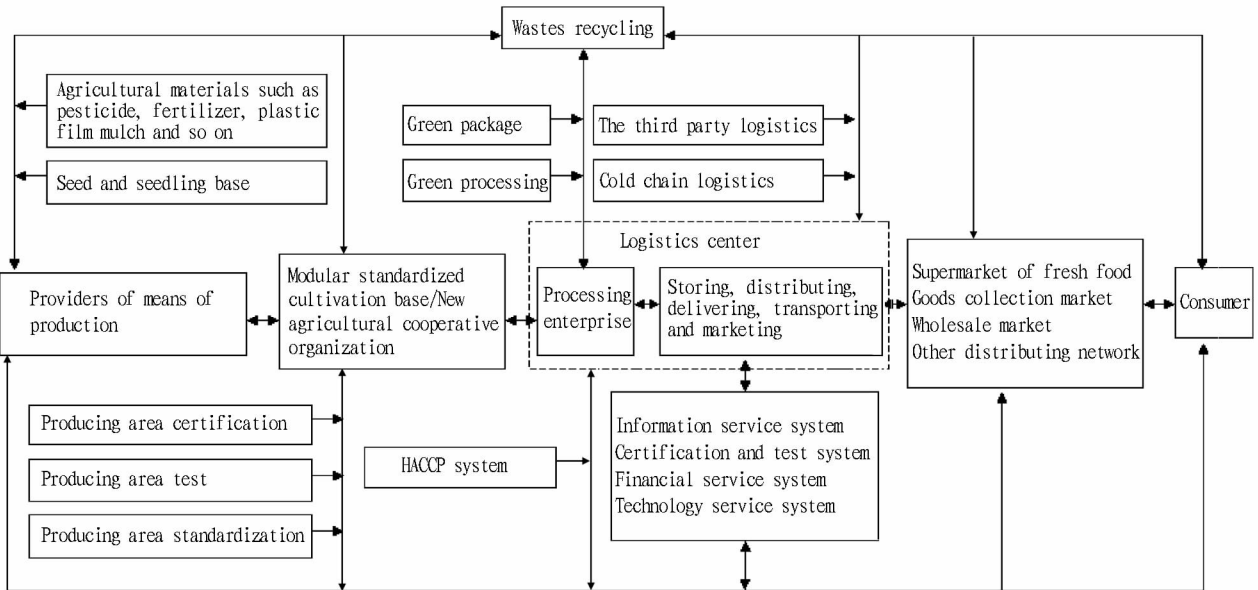 Wastes recycling
Agricultural materials such as
pesticide, fertilizer, plastic
film mulch and so on
Seed and seedling base
Green package
Green processing
The third party logistics
Cold chain logistics
Logistics center
Providers of means of
production
Modular standardized
cultivation base/New
agricultural cooperative
organization
Processing
enterprise
Storing, distributing,
delivering, transporting
and marketing
Supermarket of fresh food
Goods collection market
Wholesale market
Other distributing network
Consumer
Producing area certification
Producing area test
Producing area standardization
HACCP system
Information service system
Certification and test system
Financial service system
Technology service system